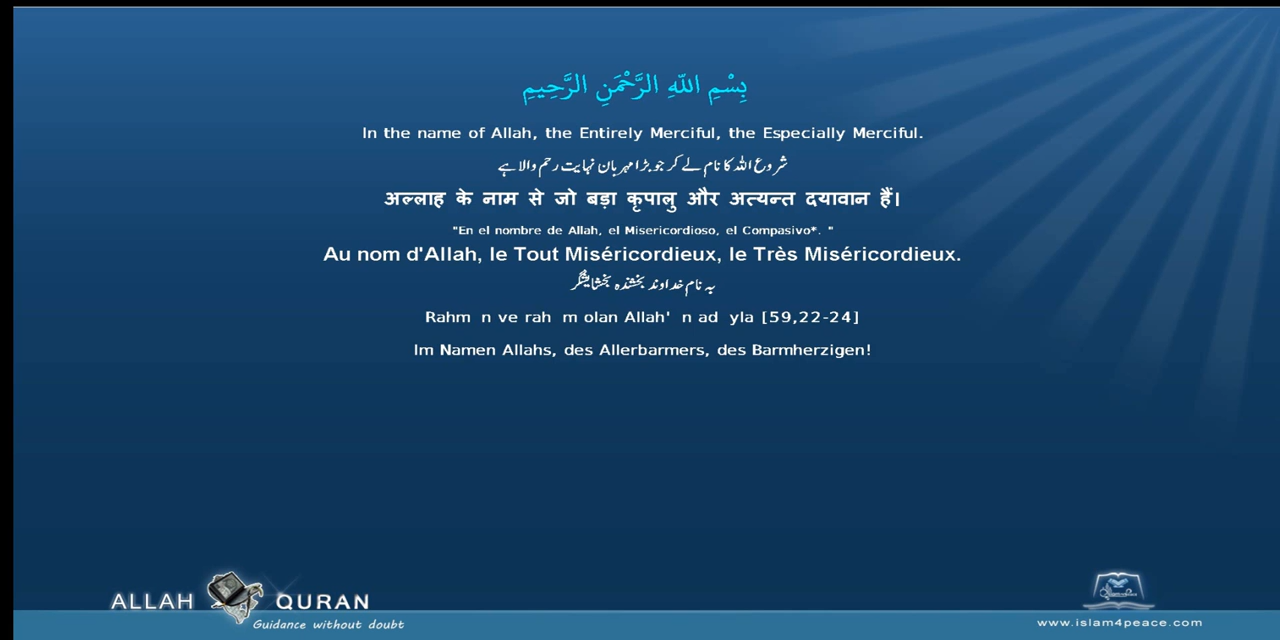 بِسْمِ اللَّهِ الرَّحْمَنِ الرَّحِيمِ
In the name of Allah, the Entirely Merciful, the Especially Merciful.
شروع اللہ کا نام لے کر جو بڑا مہربان نہایت رحم والا ہے
अल्लाह के नाम से जो बड़ा कृपालु और अत्यन्त दयावान हैं।
"En el nombre de Allah, el Misericordioso, el Compasivo*. "
Au nom d'Allah, le Tout Miséricordieux, le Très Miséricordieux.
به نام خداوند بخشنده بخشایشگر
Rahm n ve rah m olan Allah' n ad yla [59,22-24]
Im Namen Allahs, des Allerbarmers, des Barmherzigen!
ALLAH QURAN
Guidance without doubt
www.islam4peace.com